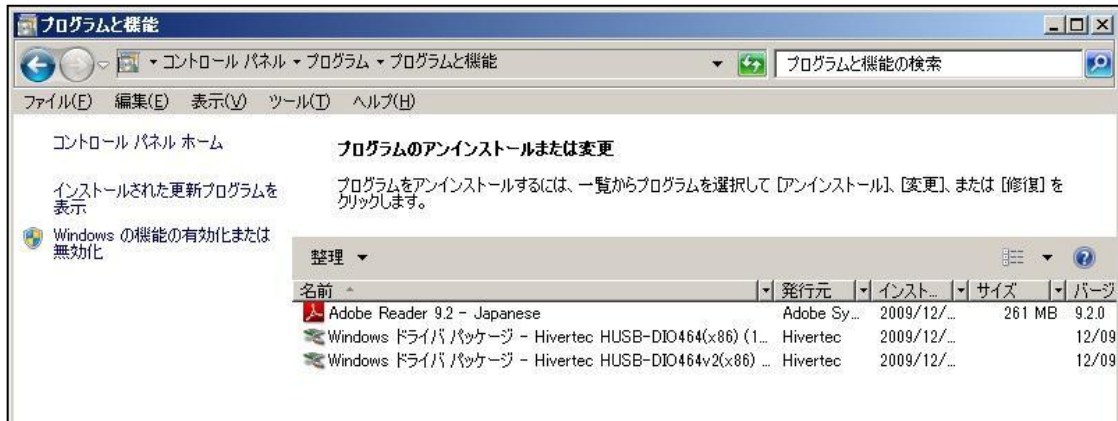 プログラムと機能
コントロール パネル ▾ プログラム ▾ プログラムと機能
プログラムと機能の検索
ファイル(F) 編集(E) 表示(V) ツール(T) ヘルプ(H)
コントロール パネル ホーム
インストールされた更新プログラムを
表示
Windows の機能の有効化または
無効化
プログラムのアンインストールまたは変更
プログラムをアンインストールするには、一覧からプログラムを選択して [アンインストール]、[変更]、または [修復] を
クリックします。
整理
名前 発行元 インスト... サイズ バージ
Adobe Reader 9.2 - Japanese Adobe Sy... 2009/12/... 261 MB 9.2.0
Windows ドライバ パッケージ - Hivertec HUSB-DIO464(x86) (1... Hivertec 2009/12/... 12/09
Windows ドライバ パッケージ - Hivertec HUSB-DIO464v2(x86) ... Hivertec 2009/12/... 12/09